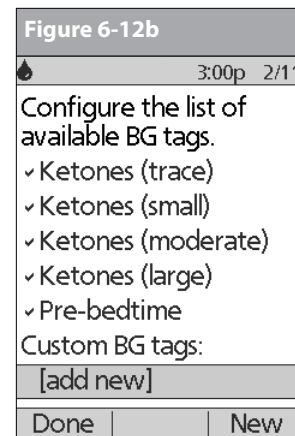 Figure 6-12b
3:00p 2/11
Configure the list of
available BG tags.
✓ Ketones (trace)
✓ Ketones (small)
✓ Ketones (moderate)
✓ Ketones (large)
✓ Pre-bedtime
Custom BG tags:
[add new]
Done New